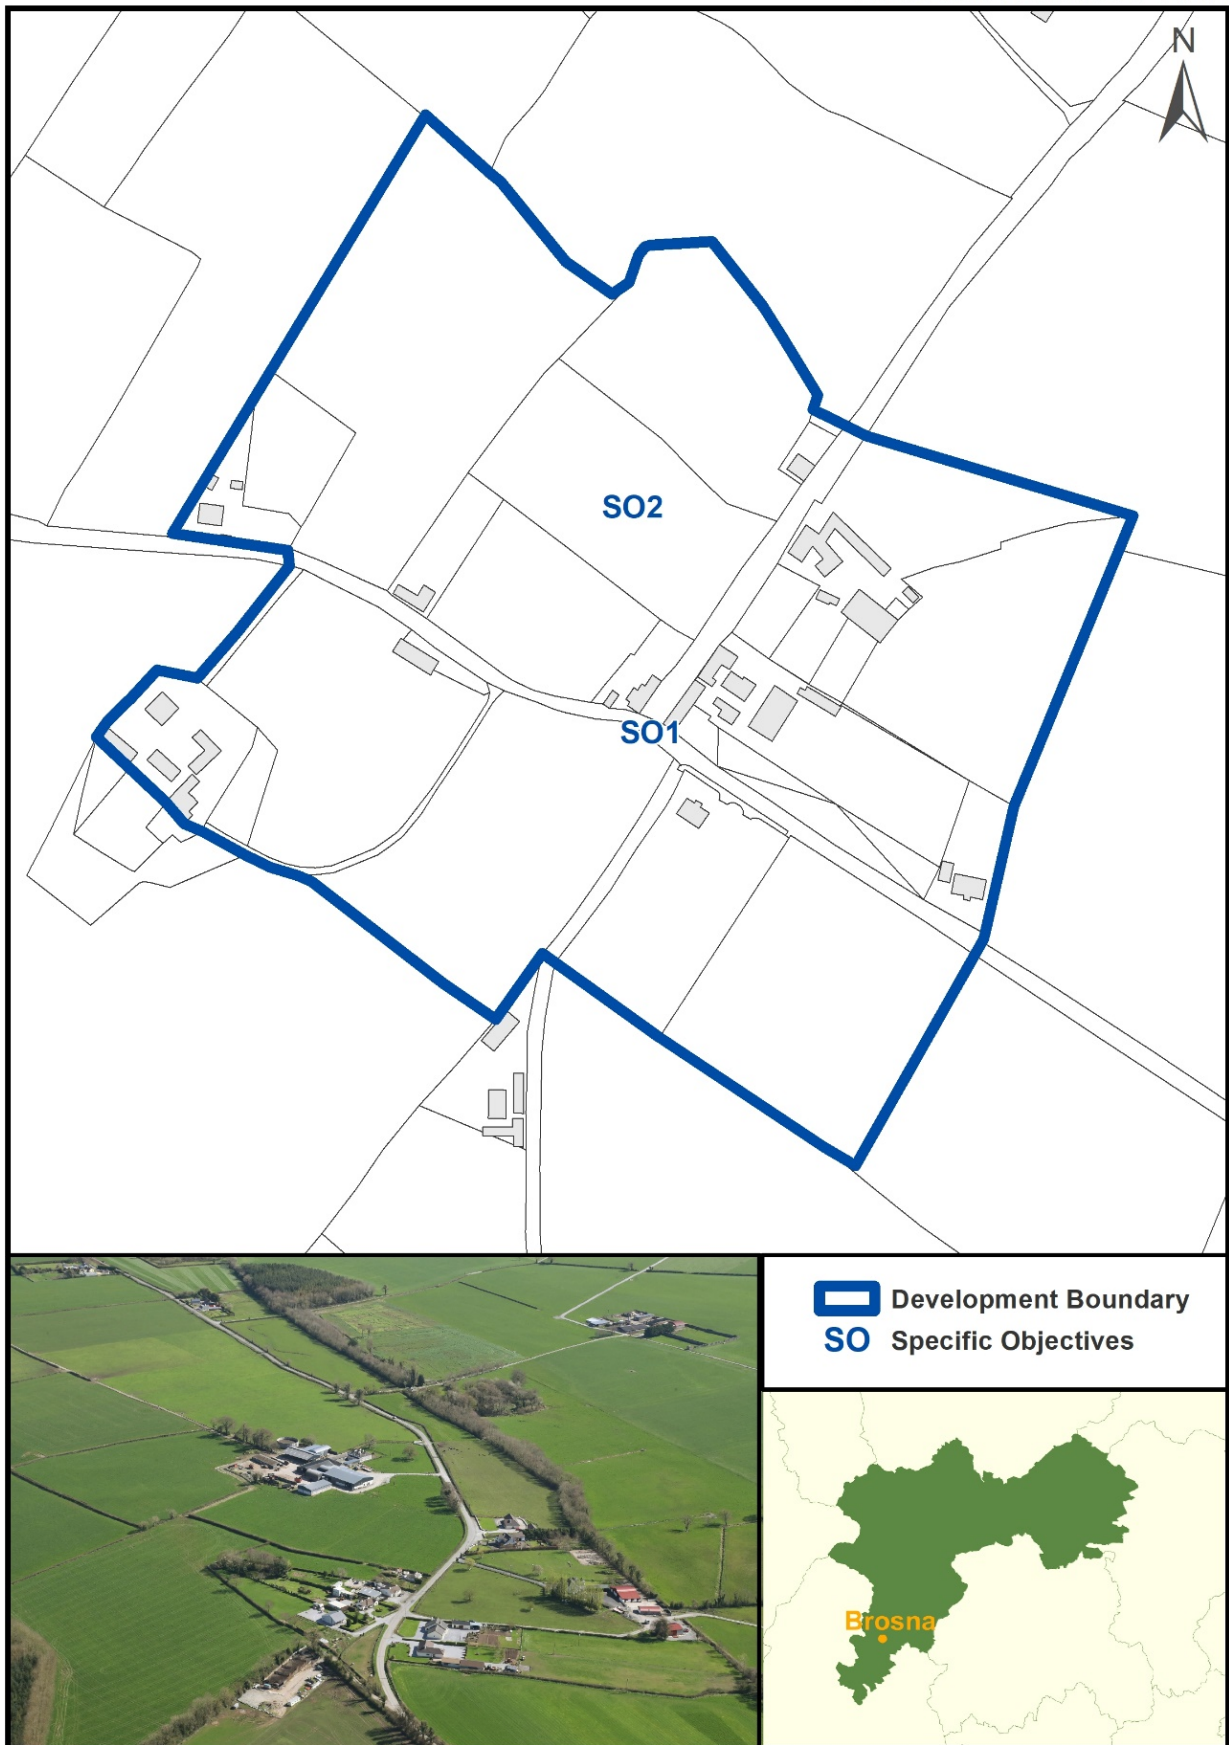 N
SO2
SO1
Development Boundary
SO Specific Objectives
Brosna